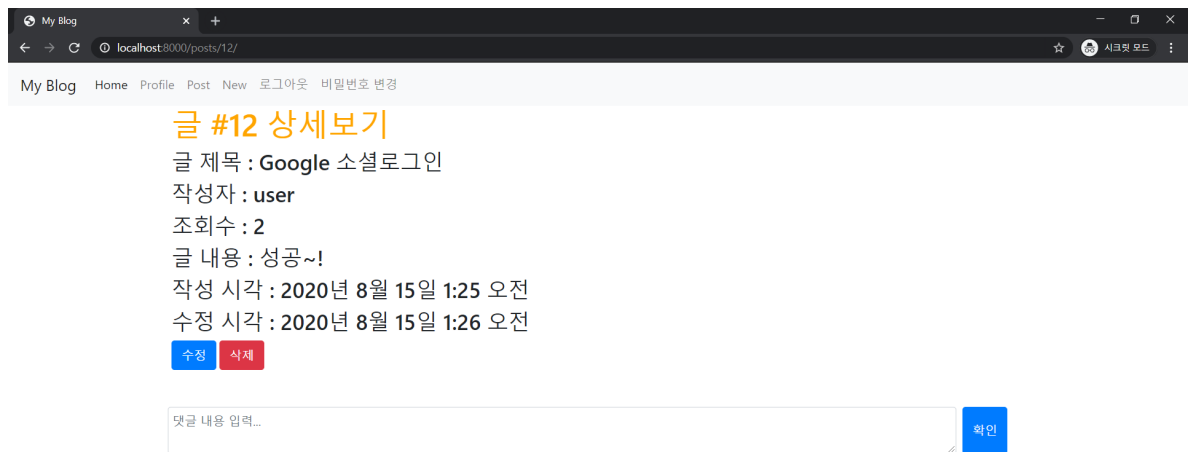 My Blog
localhost:8000/posts/12/
시크릿 모드
My Blog Home Profile Post New 로그아웃 비밀번호 변경
글 #12 상세보기
글 제목 : Google 소셜로그인
작성자 : user
조회수 : 2
글 내용 : 성공~!
작성 시각 : 2020년 8월 15일 1:25 오전
수정 시각 : 2020년 8월 15일 1:26 오전
수정 삭제
댓글 내용 입력...
확인